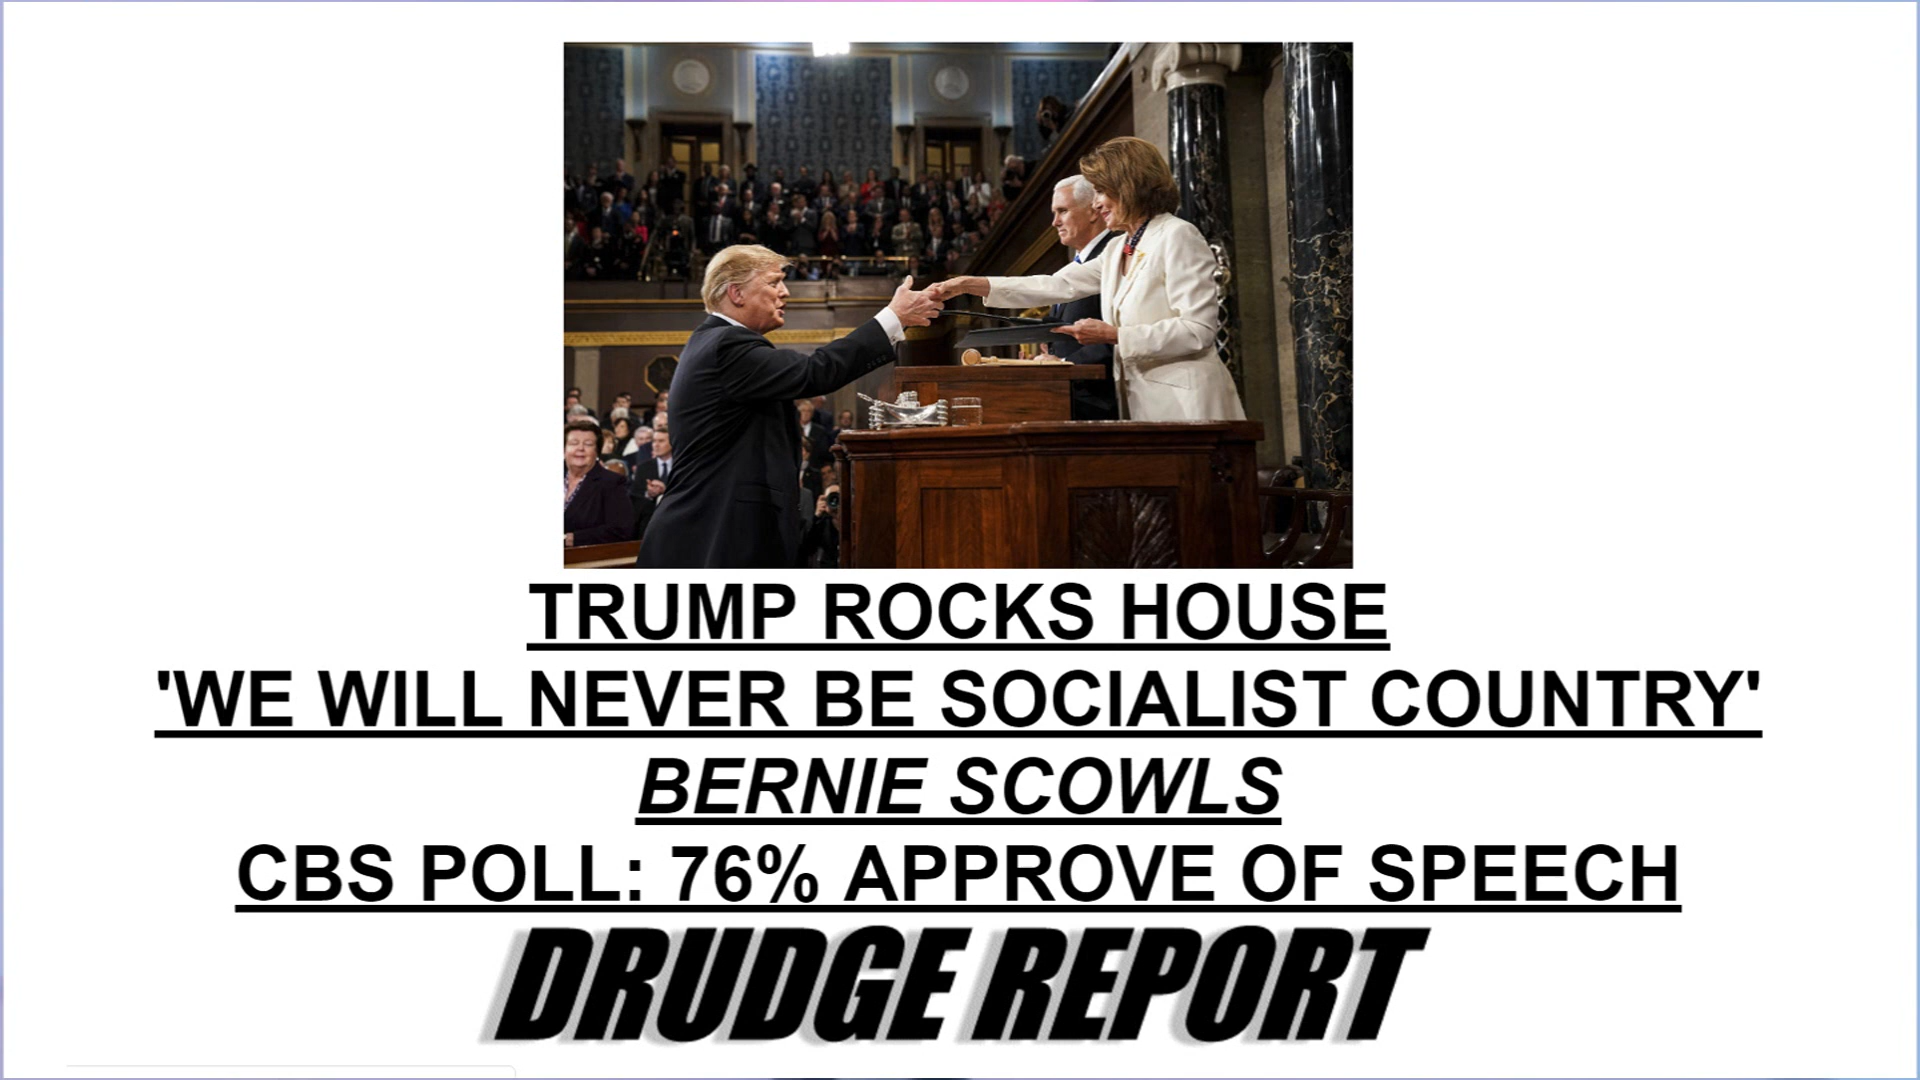 TRUMP ROCKS HOUSE
'WE WILL NEVER BE SOCIALIST COUNTRY'
BERNIE SCOWLS
CBS POLL: 76% APPROVE OF SPEECH
DRUDGE REPORT